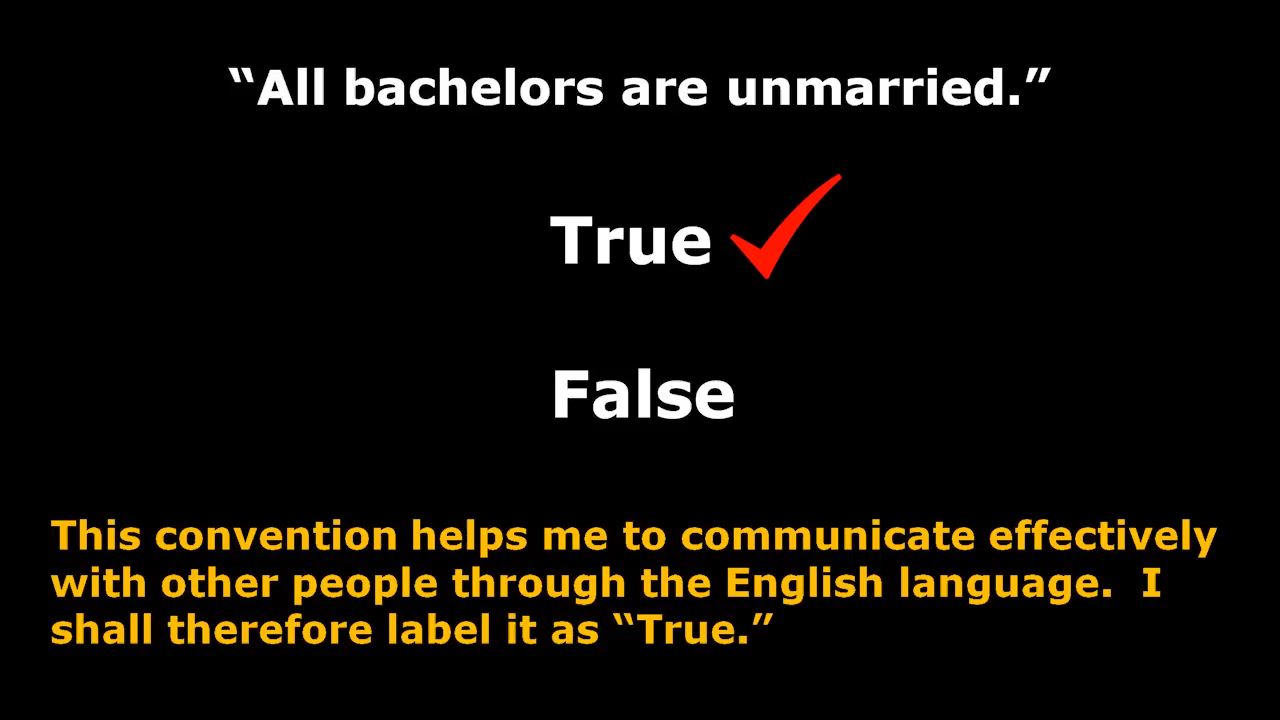 “All bachelors are unmarried.”
True
False
This convention helps me to communicate effectively
with other people through the English language.  I
shall therefore label it as “True.”